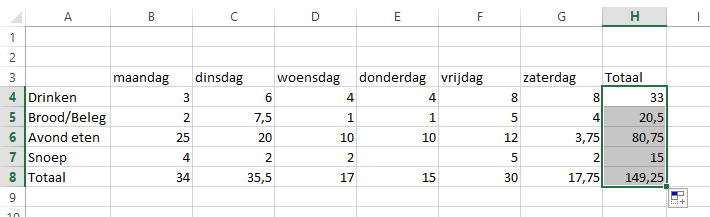 A B C D E F G H I
1
2
3 maandag dinsdag woensdag donderdag vrijdag zaterdag Totaal
4 Drinken 3 6 4 4 8 8 33
5 Brood/Beleg 2 7,5 1 1 5 4 20,5
6 Avond eten 25 20 10 10 12 3,75 80,75
7 Snoep 4 2 2 5 2 15
8 Totaal 34 35,5 17 15 30 17,75 149,25
9
10